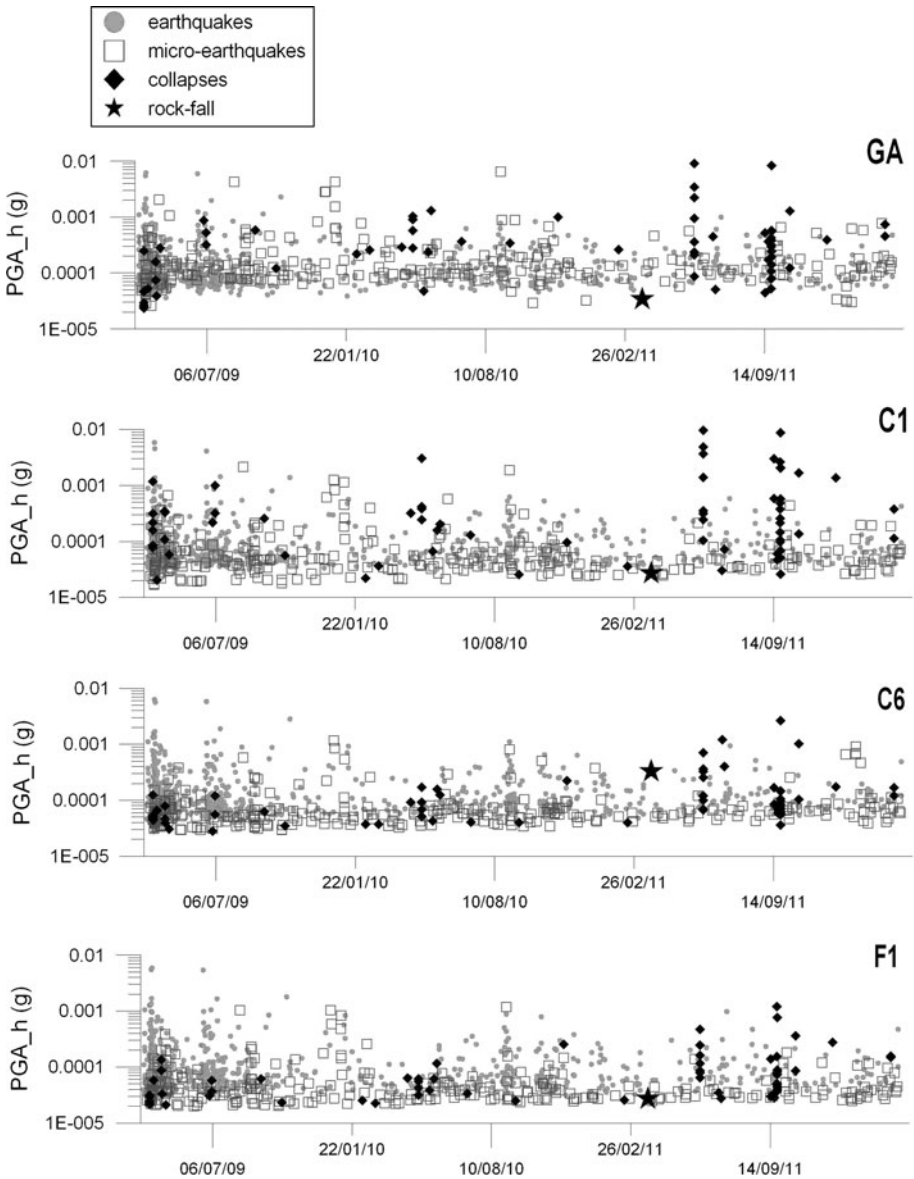 earthquakes
micro-earthquakes
collapses
rock-fall
GA
PGA_h (g)
0.01
0.001
0.0001
1E-005
22/01/10
26/02/11
06/07/09
10/08/10
14/09/11
C1
PGA_h (g)
0.01
0.001
0.0001
1E-005
22/01/10
26/02/11
06/07/09
10/08/10
14/09/11
C6
PGA_h (g)
0.01
0.001
0.0001
1E-005
22/01/10
26/02/11
06/07/09
10/08/10
14/09/11
F1
PGA_h (g)
0.01
0.001
0.0001
1E-005
22/01/10
26/02/11
06/07/09
10/08/10
14/09/11